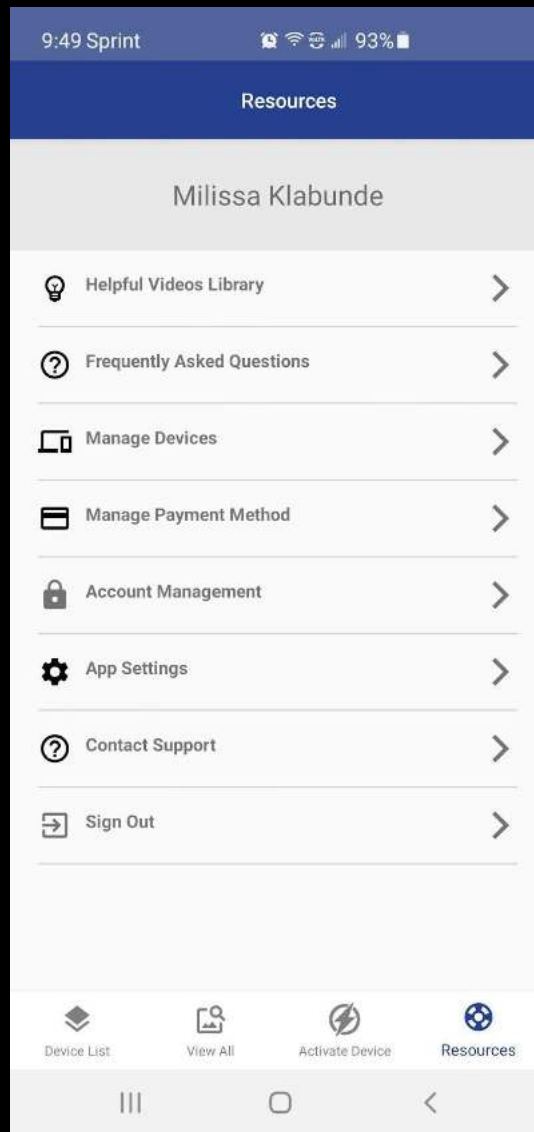 9:49 Sprint 93%
Resources
Milissa Klabunde
Helpful Videos Library
Frequently Asked Questions
Manage Devices
Manage Payment Method
Account Management
App Settings
Contact Support
Sign Out
Device List View All Activate Device Resources